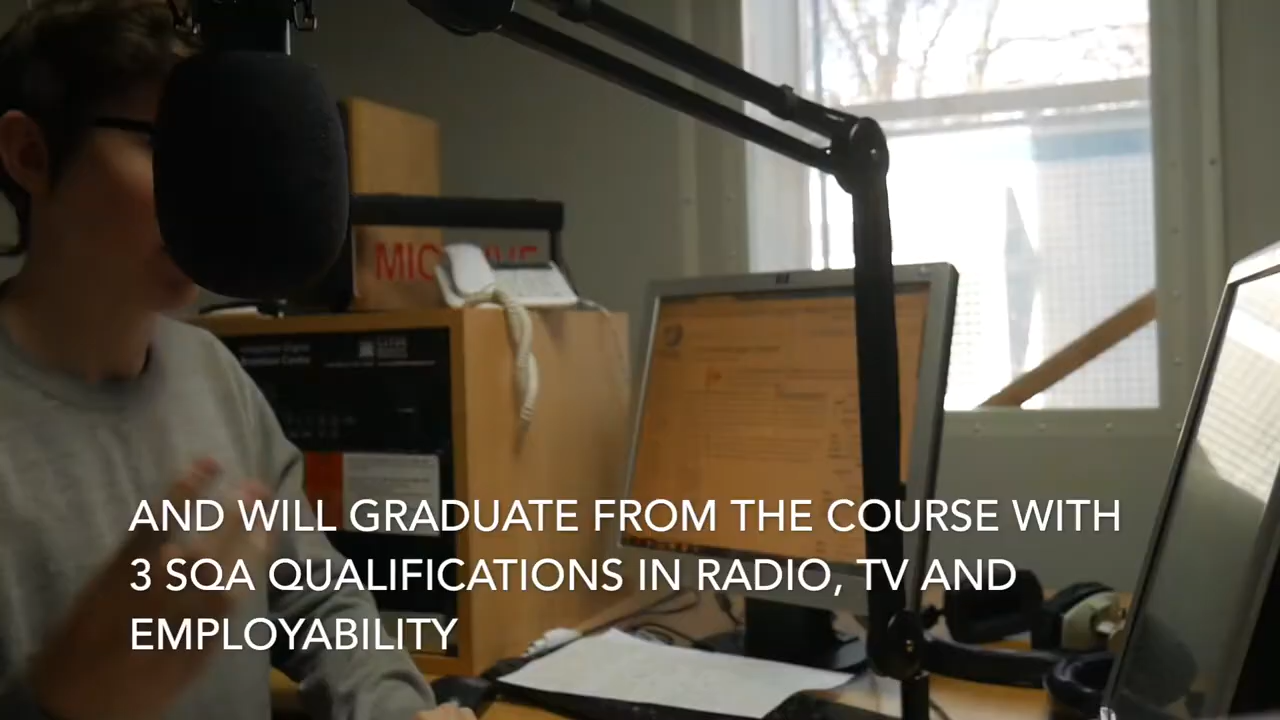 AND WILL GRADUATE FROM THE COURSE WITH
3 SQA QUALIFICATIONS IN RADIO, TV AND
EMPLOYABILITY